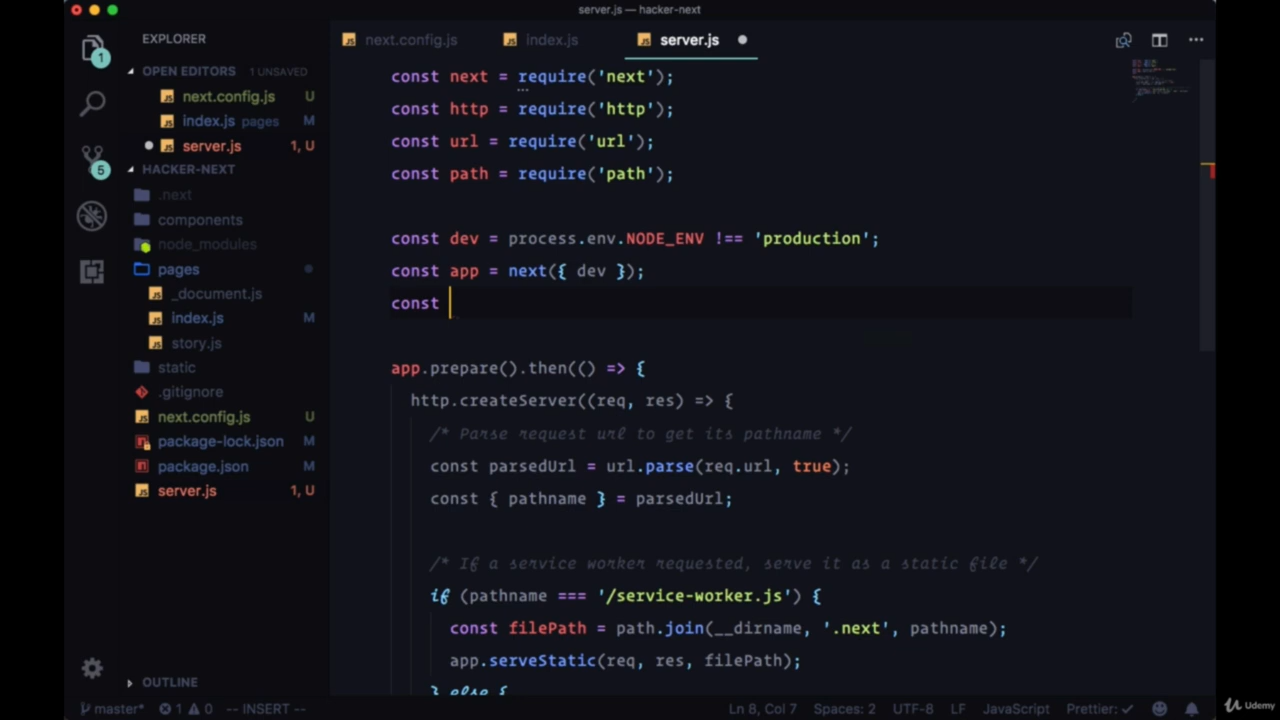 server.js — hacker-next
EXPLORER
OPEN EDITORS 1 UNSAVED
next.config.js U
index.js pages M
server.js 1, U
HACKER-NEXT
.next
components
node_modules
pages
_document.js
index.js M
story.js
static
.gitignore
next.config.js U
package-lock.json M
package.json M
server.js 1, U
OUTLINE
1
5
next.config.js index.js server.js
const next = require('next');
const http = require('http');
const url = require('url');
const path = require('path');
const dev = process.env.NODE_ENV !== 'production';
const app = next({ dev });
const
app.prepare().then(() => {
http.createServer((req, res) => {
/* Parse request url to get its pathname */
const parsedUrl = url.parse(req.url, true);
const { pathname } = parsedUrl;
/* If a service worker requested, serve it as a static file */
if (pathname === '/service-worker.js') {
const filePath = path.join(__dirname, '.next', pathname);
app.serveStatic(req, res, filePath);
} else {
master* 1 0 -- INSERT -- Ln 8, Col 7 Spaces: 2 UTF-8 LF JavaScript Prettier: ✓
Udemy